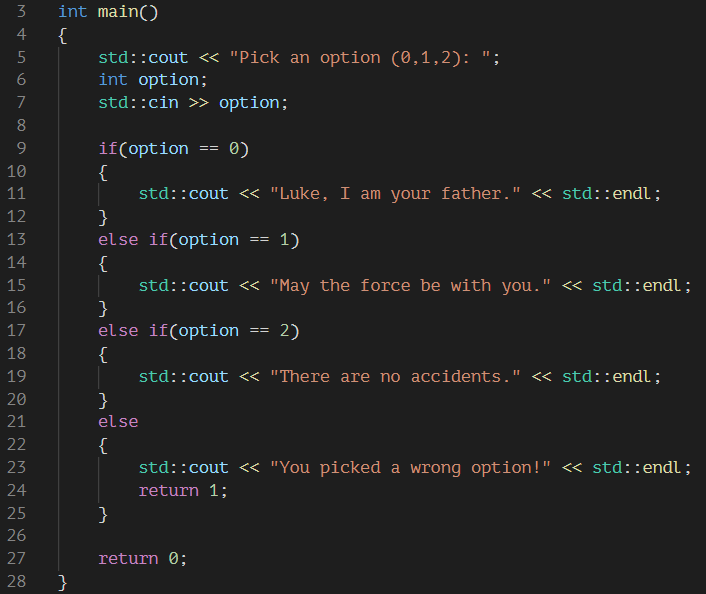 3 int main()
4 {
5     std::cout << "Pick an option (0,1,2): ";
6     int option;
7     std::cin >> option;
8
9     if(option == 0)
10     {
11         std::cout << "Luke, I am your father." << std::endl;
12     }
13     else if(option == 1)
14     {
15         std::cout << "May the force be with you." << std::endl;
16     }
17     else if(option == 2)
18     {
19         std::cout << "There are no accidents." << std::endl;
20     }
21     else
22     {
23         std::cout << "You picked a wrong option!" << std::endl;
24         return 1;
25     }
26
27     return 0;
28 }